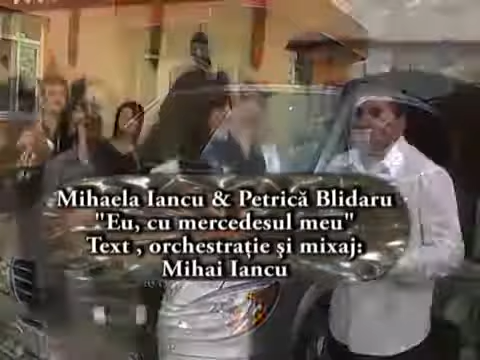 Mihaela Iancu & Petrică Blidaru
"Eu, cu mercedesul meu"
Text , orchestrație și mixaj:
Mihai Iancu